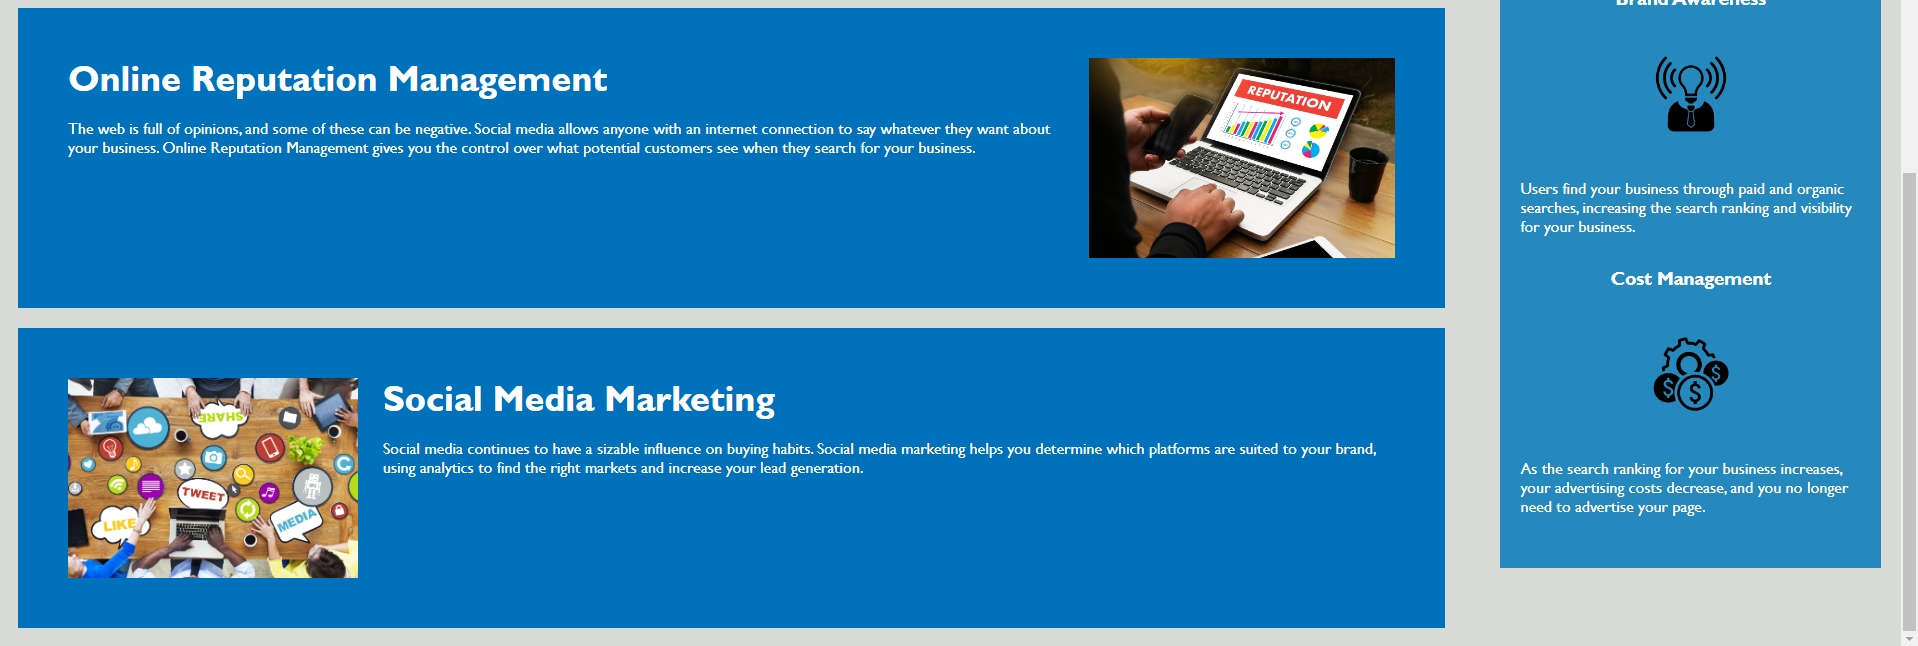 Online Reputation Management
The web is full of opinions, and some of these can be negative. Social media allows anyone with an internet connection to say whatever they want about
your business. Online Reputation Management gives you the control over what potential customers see when they search for your business.
REPUTATION
Social Media Marketing
Social media continues to have a sizable influence on buying habits. Social media marketing helps you determine which platforms are suited to your brand,
using analytics to find the right markets and increase your lead generation.
SHARE
TWEET
LIKE
MEDIA
Brand Awareness
Users find your business through paid and organic
searches, increasing the search ranking and visibility
for your business.
Cost Management
$ $ $
As the search ranking for your business increases,
your advertising costs decrease, and you no longer
need to advertise your page.